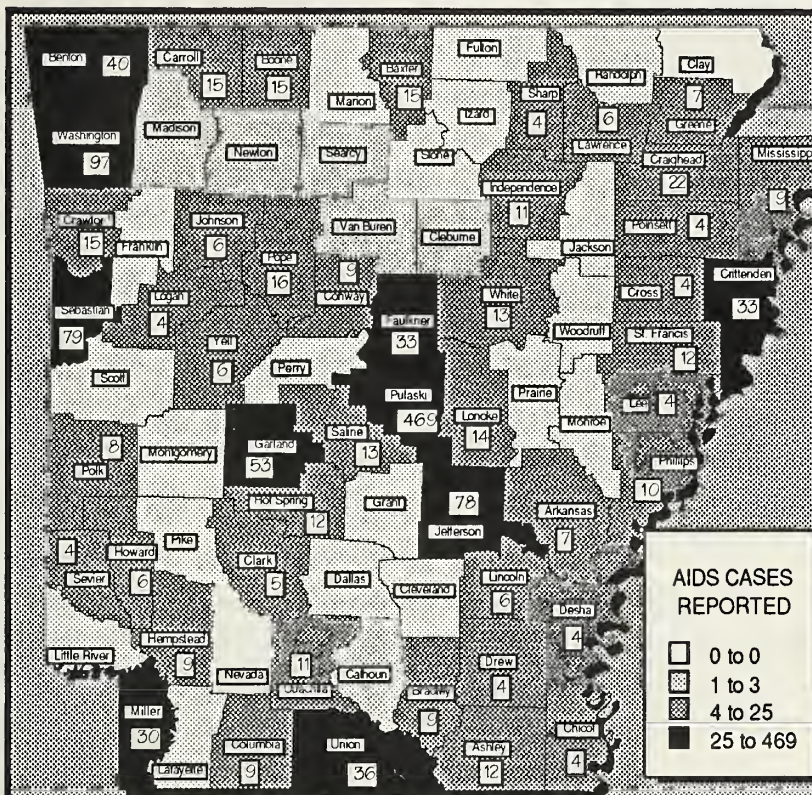 Fulton
Benton 40
Carroll
15
Boone
15
Marion
Baxter
15
Izard
Sharp
4
Randolph
Clay
6
Lawrence
7
Greene
Washington
97
Madison
Newton
Searcy
Stone
Independence
11
Craighead
22
Mississipp
9
Crawford
15
Franklin
Johnson
6
Pope
16
Van Buren
9
Conway
Cleburne
Jackson
Poinsett 4
Sebastian
79
Logan
4
Yell
6
Faulkner
33
White
13
Woodruff
Cross 4
Crittenden
33
St. Francis
12
Scott
Perry
Pulaski
469
Lonoke
14
Prairie
Monroe
Lee 4
Phillips
10
8
Polk
Montgomery
Garland
53
Saline
13
Hot Spring
12
Grant
78
Jefferson
Arkansas
7
4
Sevier
Howard
6
Pike
Clark
5
Dallas
Cleveland
Lincoln
6
Desha
4
Little River
Hempstead
9
Nevada
11
Ouachita
Calhoun
Bradley
9
Drew
4
Miller
30
Lafayette
Columbia
9
Union
36
Ashley
12
Chicot
4
AIDS CASES
REPORTED
0 to 0
1 to 3
4 to 25
25 to 469